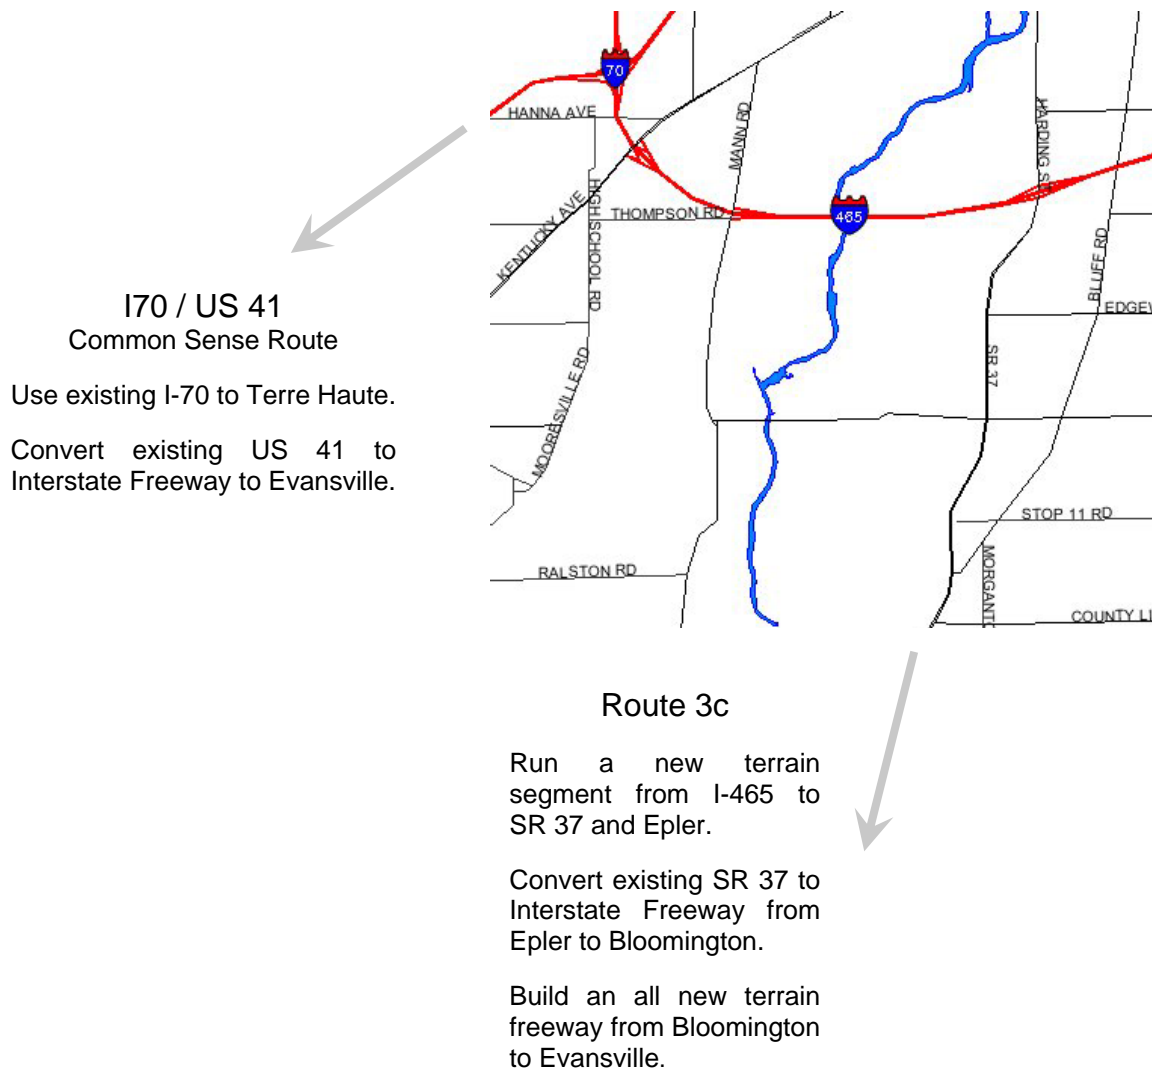 70
HANNA AVE
MANN RD
HARDING ST
HIGH SCHOOL RD
THOMPSON RD
465
KENTUCKY AVE
BLUFF RD
I70 / US 41
Common Sense Route
EDGEW
SR 37
MOORESVILLE RD
Use existing I-70 to Terre Haute.
Convert existing US 41 to
Interstate Freeway to Evansville.
STOP 11 RD
RALSTON RD
MORGANTO
COUNTY LI
Route 3c
Run a new terrain
segment from I-465 to
SR 37 and Epler.
Convert existing SR 37 to
Interstate Freeway from
Epler to Bloomington.
Build an all new terrain
freeway from Bloomington
to Evansville.